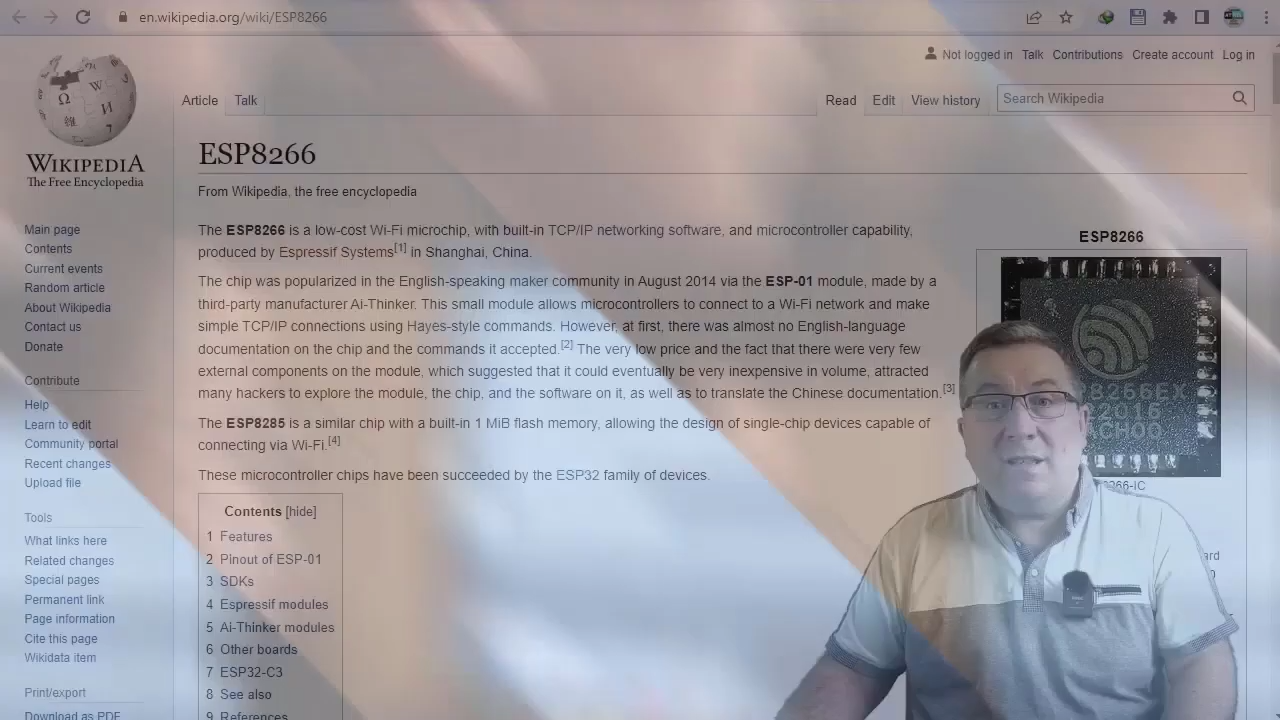 en.wikipedia.org/wiki/ESP8266
Not logged in Talk Contributions Create account Log in
Article Talk Read Edit View history Search Wikipedia
WIKIPEDIA
The Free Encyclopedia
ESP8266
From Wikipedia, the free encyclopedia
Main page
Contents
Current events
Random article
About Wikipedia
Contact us
Donate
Contribute
Help
Learn to edit
Community portal
Recent changes
Upload file
Tools
What links here
Related changes
Special pages
Permanent link
Page information
Cite this page
Wikidata item
Print/export
Download as PDF
The ESP8266 is a low-cost Wi-Fi microchip, with built-in TCP/IP networking software, and microcontroller capability,
produced by Espressif Systems[1] in Shanghai, China.
The chip was popularized in the English-speaking maker community in August 2014 via the ESP-01 module, made by a
third-party manufacturer Ai-Thinker. This small module allows microcontrollers to connect to a Wi-Fi network and make
simple TCP/IP connections using Hayes-style commands. However, at first, there was almost no English-language
documentation on the chip and the commands it accepted.[2] The very low price and the fact that there were very few
external components on the module, which suggested that it could eventually be very inexpensive in volume, attracted
many hackers to explore the module, the chip, and the software on it, as well as to translate the Chinese documentation.[3]
The ESP8285 is a similar chip with a built-in 1 MiB flash memory, allowing the design of single-chip devices capable of
connecting via Wi-Fi.[4]
These microcontroller chips have been succeeded by the ESP32 family of devices.
Contents [hide]
1 Features
2 Pinout of ESP-01
3 SDKs
4 Espressif modules
5 Ai-Thinker modules
6 Other boards
7 ESP32-C3
8 See also
9 References
ESP8266
8266EX
2016
CH00
266-IC